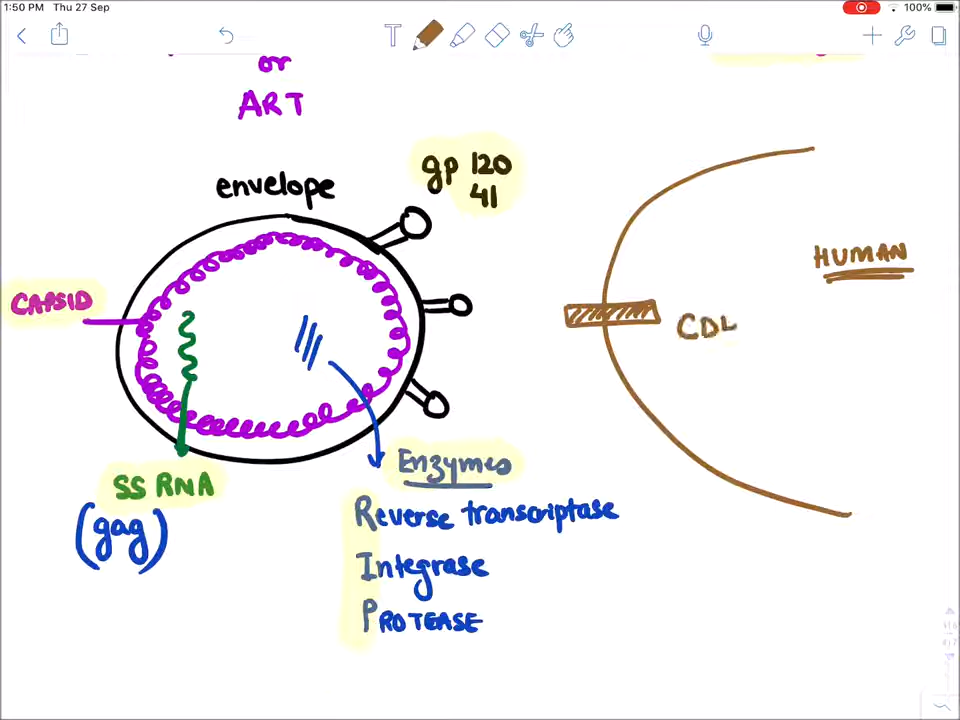 1:50 PM Thu 27 Sep
100%
T
or
ART
envelope
gp 120
41
CAPSID
HUMAN
CDL
SS RNA
(gag)
Enzymes
Reverse transcriptase
Integrase
PROTEASE